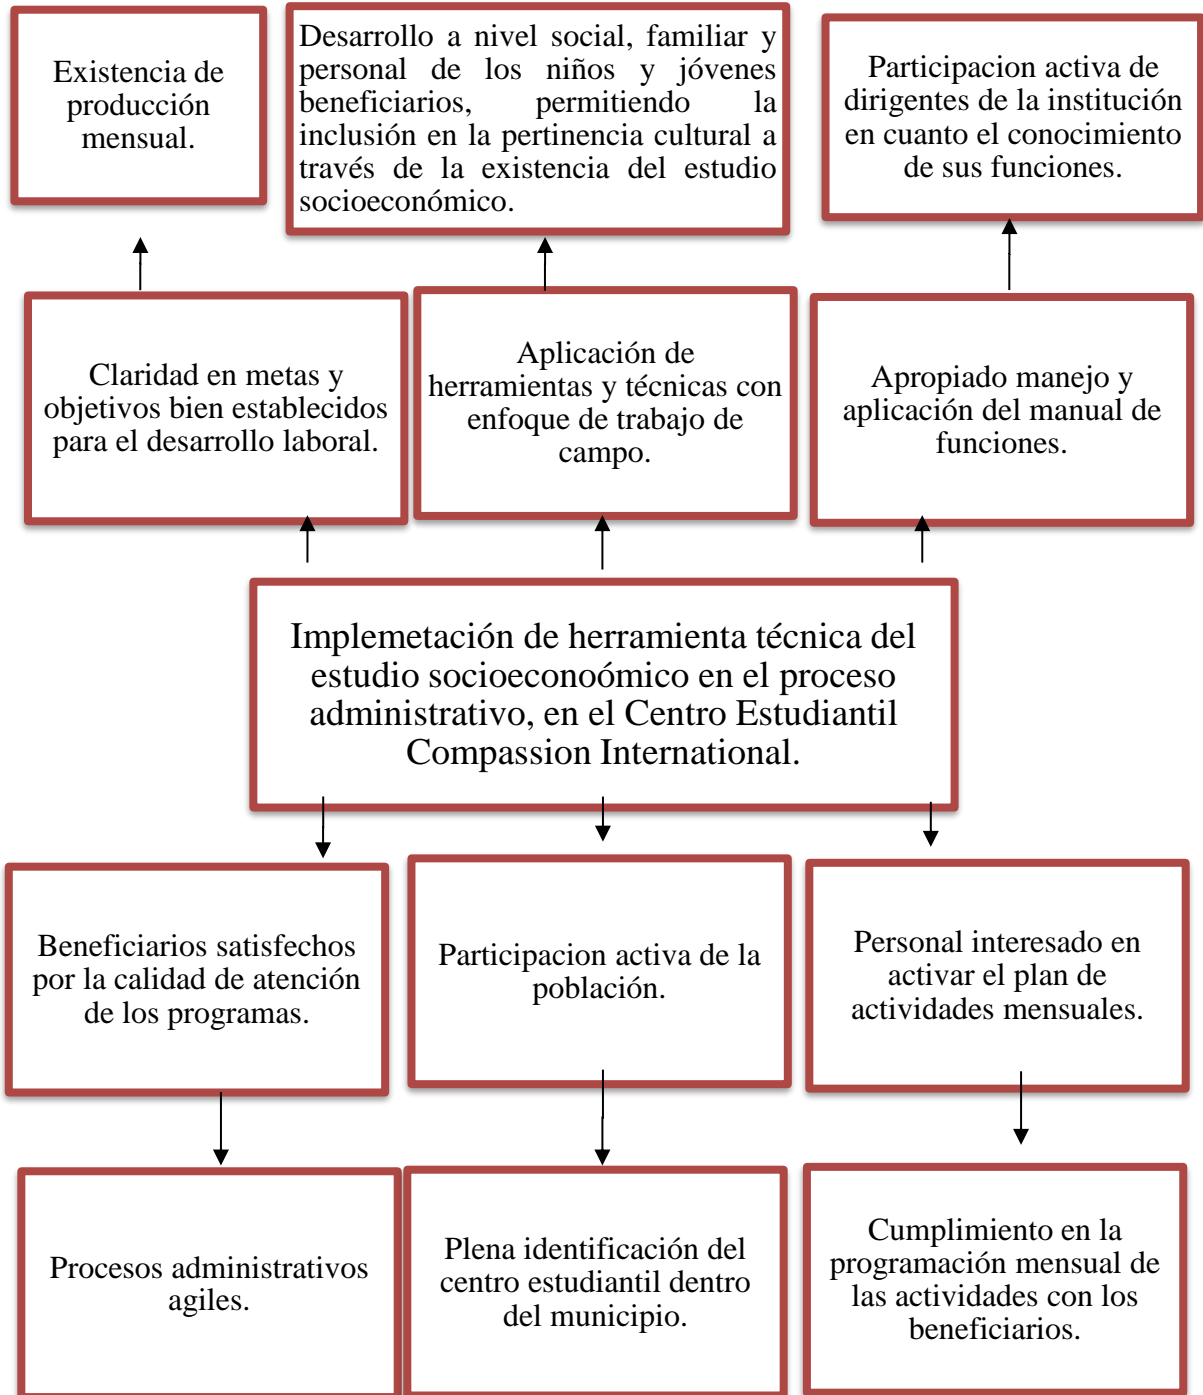 Existencia de
producción
mensual.
Desarrollo a nivel social, familiar y
personal de los niños y jóvenes
beneficiarios, permitiendo la
inclusión en la pertinencia cultural a
través de la existencia del estudio
socioeconómico.
Participacion activa de
dirigentes de la institución
en cuanto el conocimiento
de sus funciones.
Claridad en metas y
objetivos bien establecidos
para el desarrollo laboral.
Aplicación de
herramientas y técnicas con
enfoque de trabajo de
campo.
Apropiado manejo y
aplicación del manual de
funciones.
Implemetación de herramienta técnica del
estudio socioeconoómico en el proceso
administrativo, en el Centro Estudiantil
Compassion International.
Beneficiarios satisfechos
por la calidad de atención
de los programas.
Participacion activa de la
población.
Personal interesado en
activar el plan de
actividades mensuales.
Procesos administrativos
agiles.
Plena identificación del
centro estudiantil dentro
del municipio.
Cumplimiento en la
programación mensual de
las actividades con los
beneficiarios.